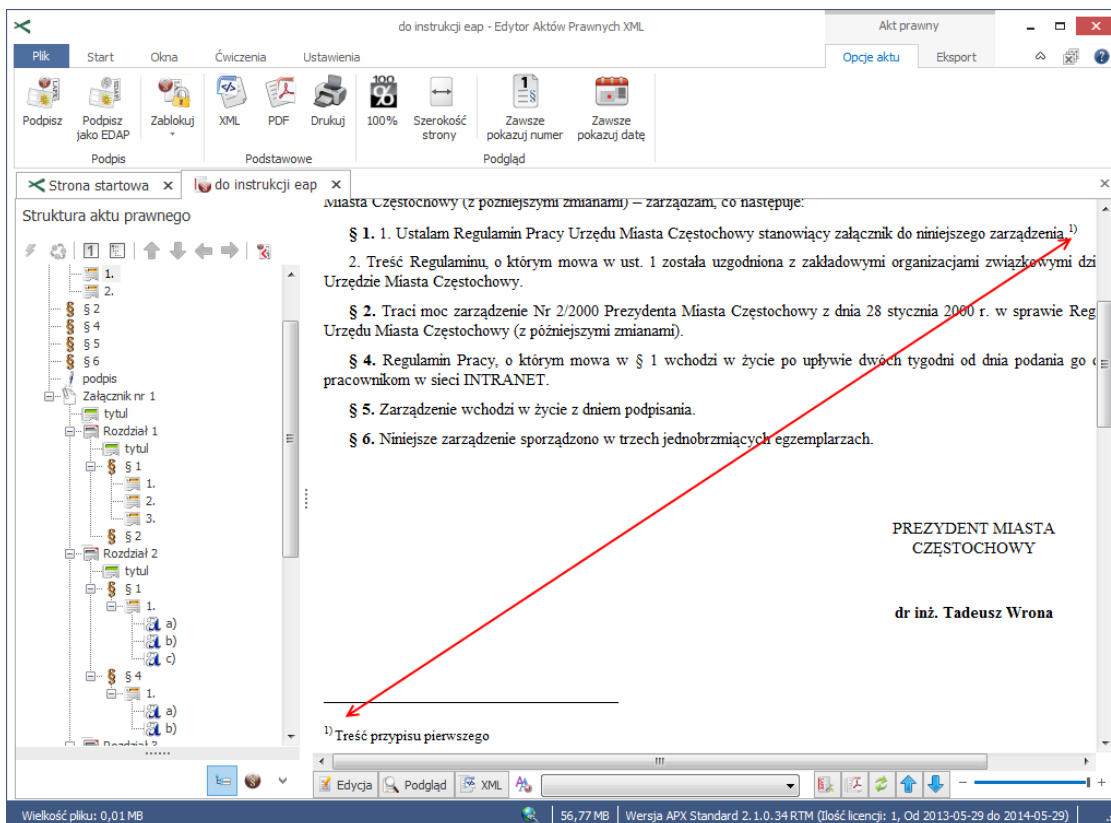 do instrukcji eap - Edytor Aktów Prawnych XML
Akt prawny
Plik Start Okna Ćwiczenia Ustawienia Opcje aktu Eksport
Podpisz
Podpisz jako EDAP
Zablokuj
XML
PDF
Drukuj
100%
Szerokość strony
Zawsze pokazuj numer
Zawsze pokazuj datę
Podpis Podstawowe Podgląd
Strona startowa x do instrukcji eap x
Struktura aktu prawnego
1.
2.
§ 2
§ 4
§ 5
§ 6
podpis
Załącznik nr 1
tytul
Rozdział 1
tytul
§ 1
1.
2.
3.
§ 2
Rozdział 2
tytul
§ 1
1.
a)
b)
c)
§ 4
1.
a)
b)
Rozdział 3
Miasta Częstochowy (z późniejszymi zmianami) – zarządzam, co następuje:
§ 1. 1. Ustalam Regulamin Pracy Urzędu Miasta Częstochowy stanowiący załącznik do niniejszego zarządzenia.1)
2. Treść Regulaminu, o którym mowa w ust. 1 została uzgodniona z zakładowymi organizacjami związkowymi dzi
Urzędzie Miasta Częstochowy.
§ 2. Traci moc zarządzenie Nr 2/2000 Prezydenta Miasta Częstochowy z dnia 28 stycznia 2000 r. w sprawie Reg
Urzędu Miasta Częstochowy (z późniejszymi zmianami).
§ 4. Regulamin Pracy, o którym mowa w § 1 wchodzi w życie po upływie dwóch tygodni od dnia podania go
pracownikom w sieci INTRANET.
§ 5. Zarządzenie wchodzi w życie z dniem podpisania.
§ 6. Niniejsze zarządzenie sporządzono w trzech jednobrzmiących egzemplarzach.
PREZYDENT MIASTA
CZĘSTOCHOWY
dr inż. Tadeusz Wrona
1) Treść przypisu pierwszego
Edycja Podgląd XML
Wielkość pliku: 0,01 MB 56,77 MB Wersja APX Standard 2.1.0.34 RTM (Ilość licencji: 1, Od 2013-05-29 do 2014-05-29)